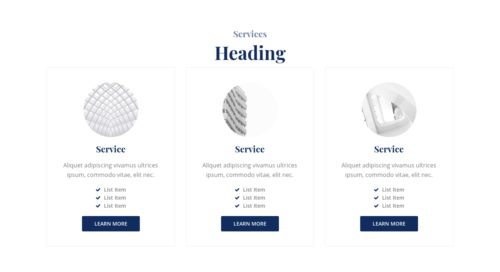 Services
Heading
Service
Aliquet adipiscing vivamus ultrices
ipsum, commodo vitae, elit nec.
List Item
List Item
List Item
LEARN MORE
Service
Aliquet adipiscing vivamus ultrices
ipsum, commodo vitae, elit nec.
List Item
List Item
List Item
LEARN MORE
Service
Aliquet adipiscing vivamus ultrices
ipsum, commodo vitae, elit nec.
List Item
List Item
List Item
LEARN MORE